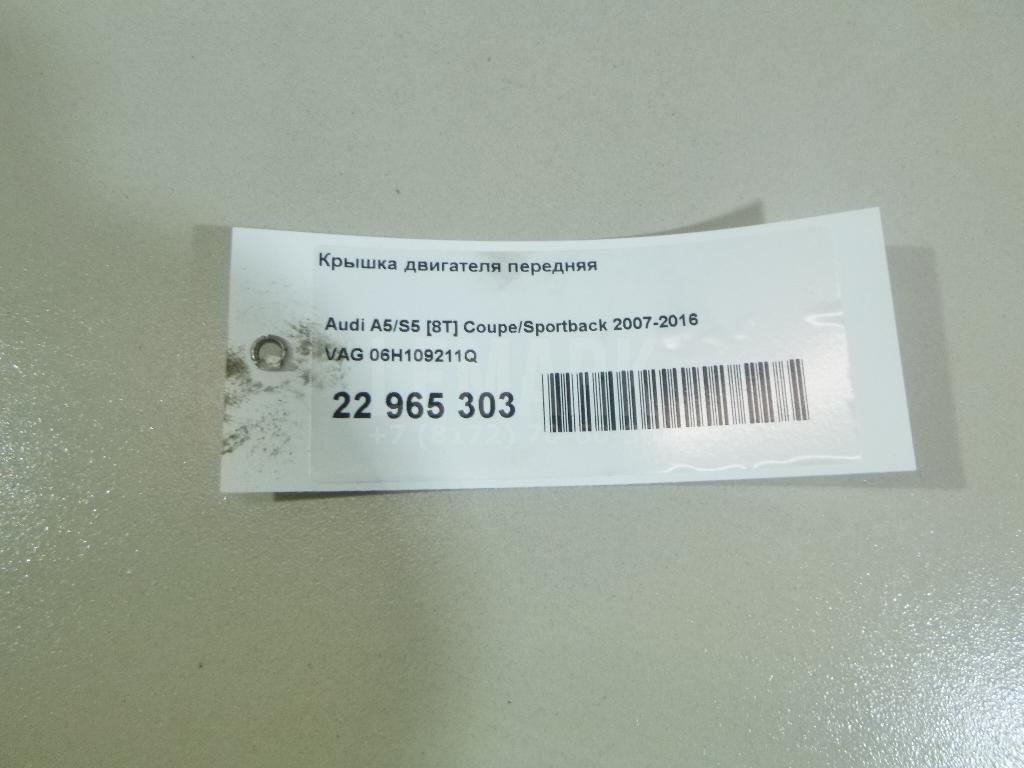 Крышка двигателя передняя
Audi A5/S5 [8T] Coupe/Sportback 2007-2016
VAG 06H109211Q
22 965 303